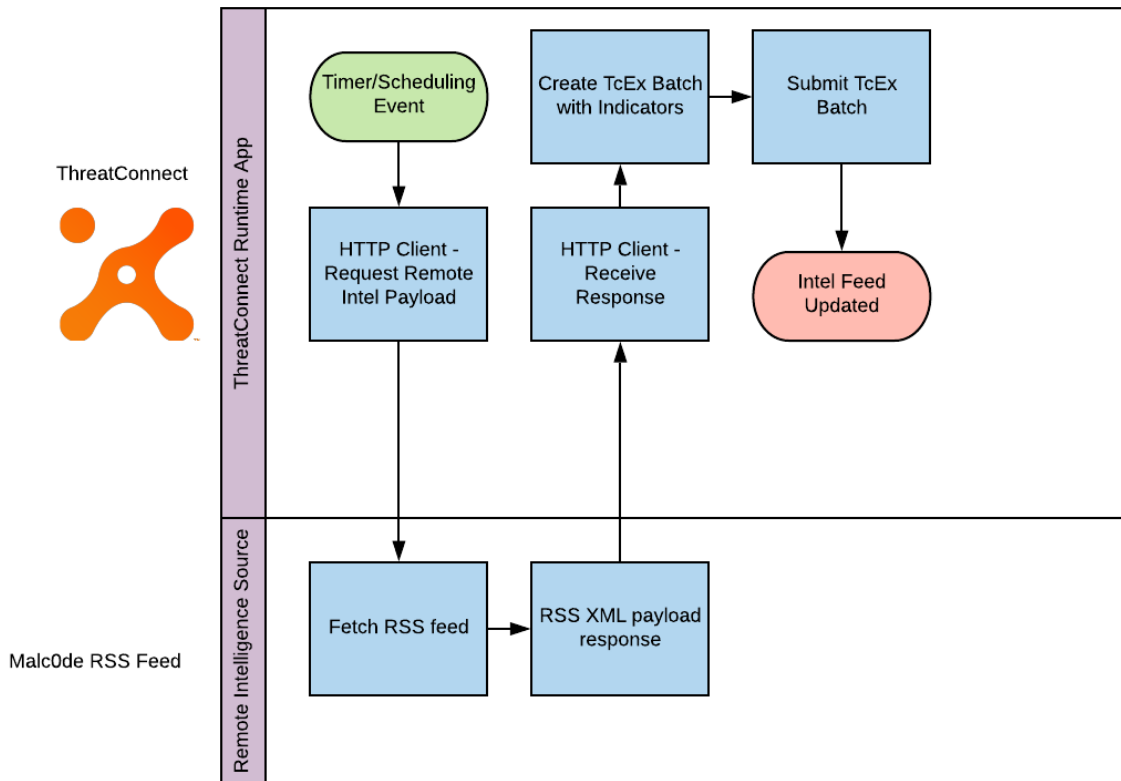 Timer/Scheduling
Event
Create TcEx Batch
with Indicators
Submit TcEx
Batch
ThreatConnect
ThreatConnect Runtime App
HTTP Client -
Request Remote
Intel Payload
HTTP Client -
Receive
Response
Intel Feed
Updated
™
Malc0de RSS Feed
Remote Intelligence Source
Fetch RSS feed
RSS XML payload
response